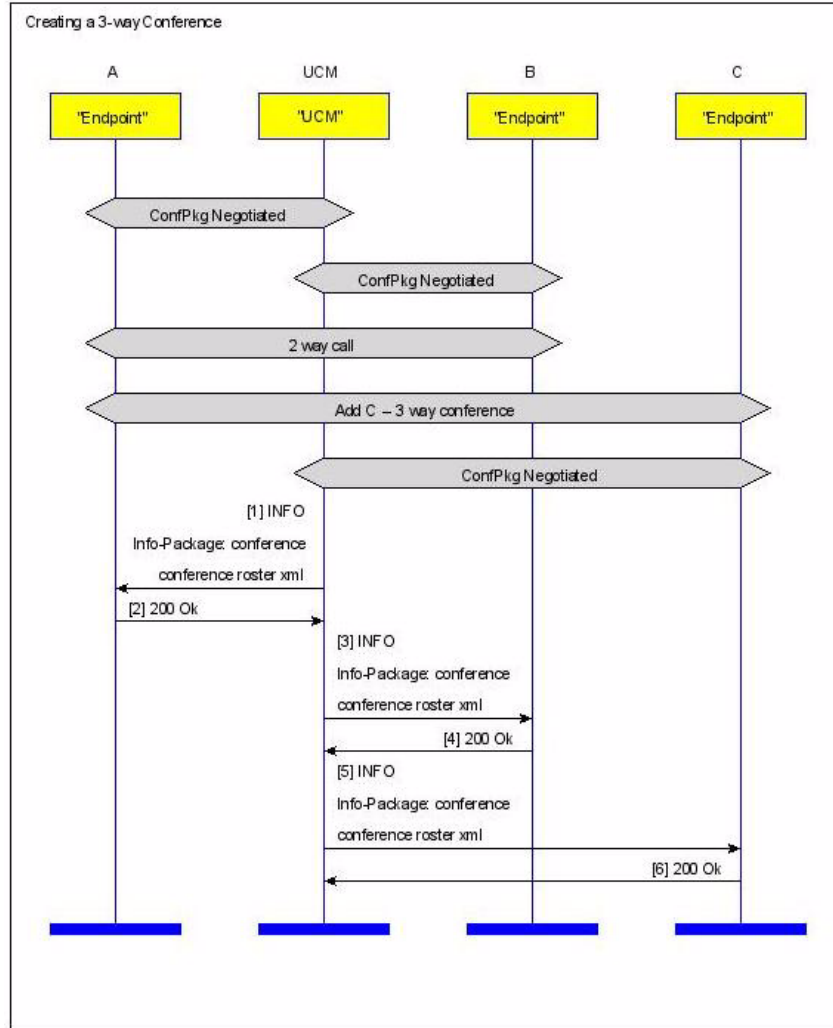 Creating a 3-way Conference
A UCM B C
"Endpoint" "UCM" "Endpoint" "Endpoint"
ConfPkg Negotiated
ConfPkg Negotiated
2 way call
Add C – 3 way conference
ConfPkg Negotiated
[1] INFO
Info-Package: conference
conference roster xml
[2] 200 Ok
[3] INFO
Info-Package: conference
conference roster xml
[4] 200 Ok
[5] INFO
Info-Package: conference
conference roster xml
[6] 200 Ok